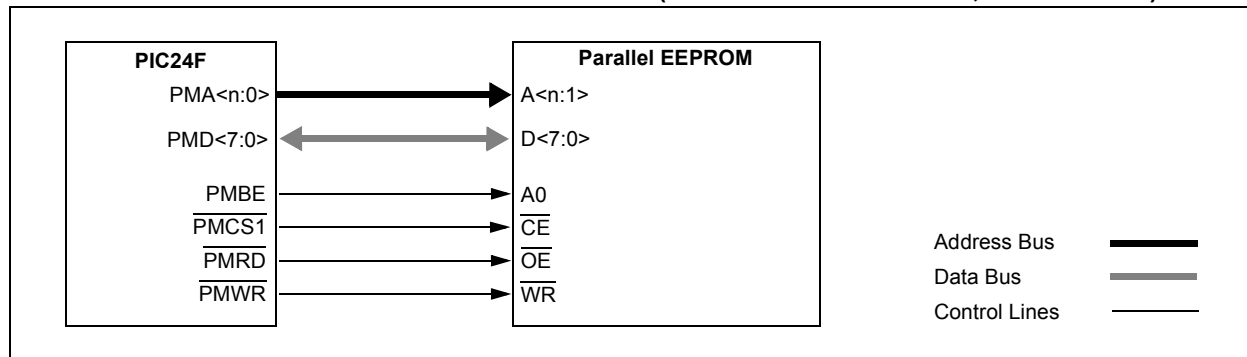 PIC24F
Parallel EEPROM
PMA<n:0>
A<n:1>
PMD<7:0>
D<7:0>
PMBE
A0
PMCS1
CE
PMRD
OE
PMWR
WR
Address Bus
Data Bus
Control Lines